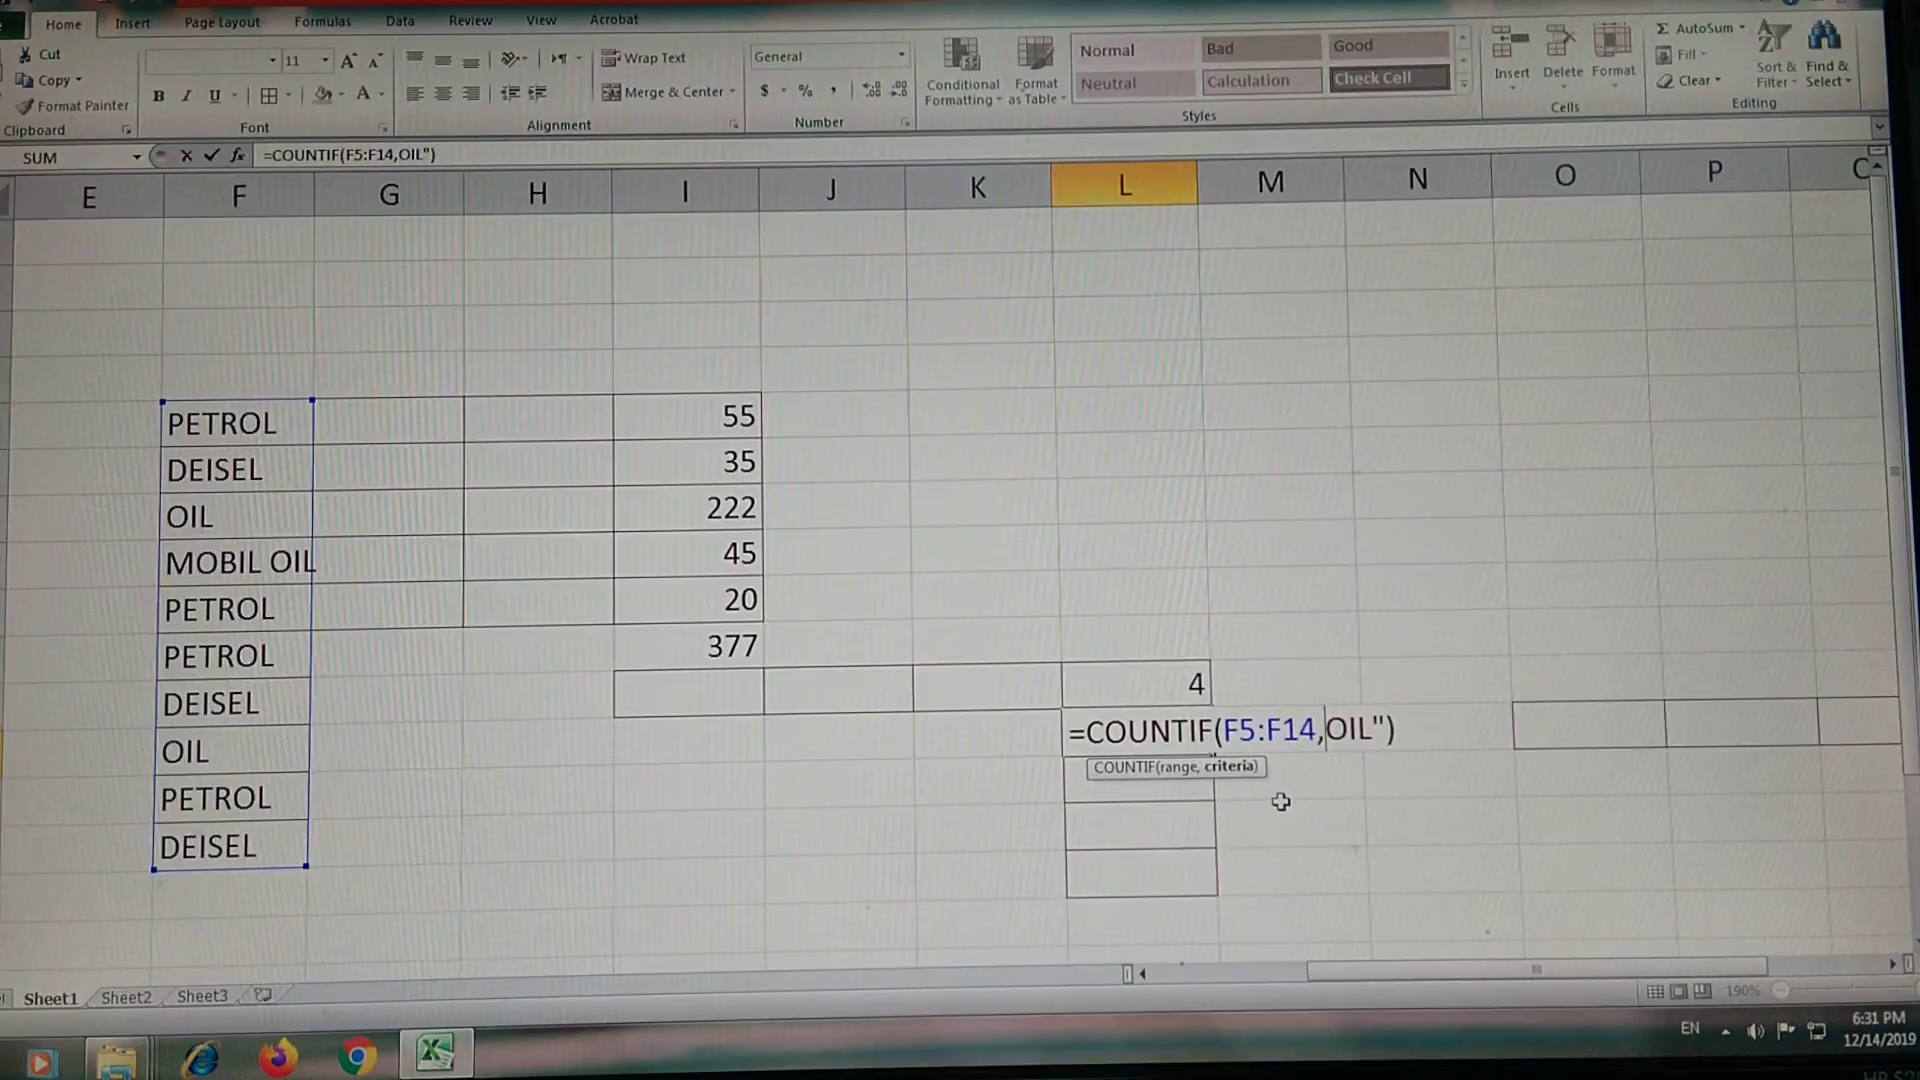 Home Insert Page Layout Formulas Data Review View Acrobat
Cut
Copy
Format Painter
Clipboard
11 A A
B I U A
Font
Wrap Text
Merge & Center
Alignment
General
$ % ,
Number
Conditional Formatting
Format as Table
Normal Bad Good
Neutral Calculation Check Cell
Styles
Insert Delete Format
Cells
Σ AutoSum
Fill
Clear
Sort & Filter
Find & Select
Editing
SUM fx =COUNTIF(F5:F14,OIL")
E F G H I J K L M N O P
PETROL 55
DEISEL 35
OIL 222
MOBIL OIL 45
PETROL 20
PETROL 377
DEISEL 4
OIL =COUNTIF(F5:F14,OIL")
COUNTIF(range, criteria)
PETROL
DEISEL
Sheet1 Sheet2 Sheet3
190%
EN
6:31 PM
12/14/2019